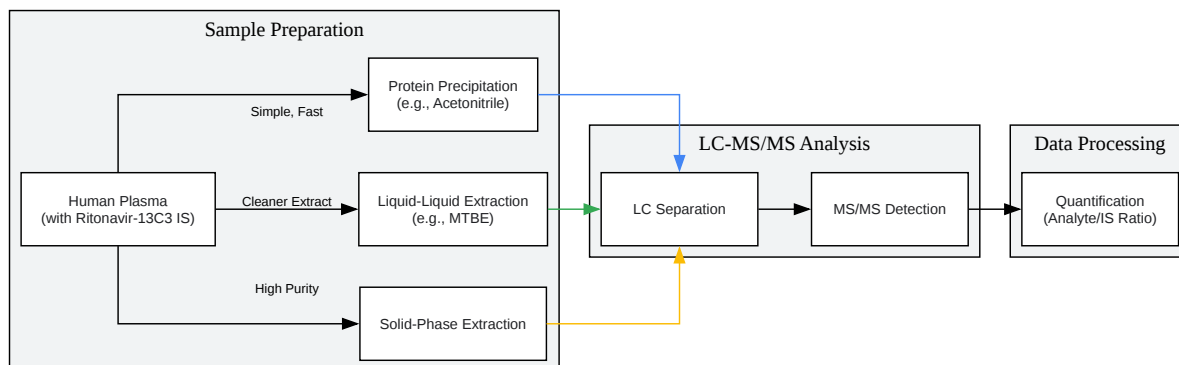 Sample Preparation
Protein Precipitation
(e.g., Acetonitrile)
Simple, Fast
LC-MS/MS Analysis
Data Processing
Human Plasma
(with Ritonavir-13C3 IS)
Cleaner Extract
Liquid-Liquid Extraction
(e.g., MTBE)
LC Separation
MS/MS Detection
Quantification
(Analyte/IS Ratio)
High Purity
Solid-Phase Extraction